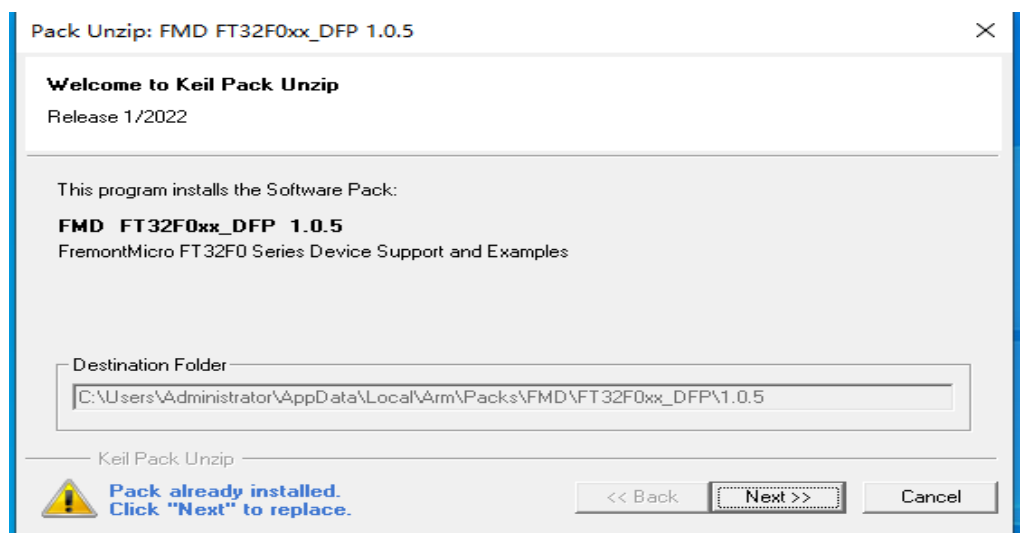 Pack Unzip: FMD FT32F0xx_DFP 1.0.5
Welcome to Keil Pack Unzip
Release 1/2022
This program installs the Software Pack:
FMD FT32F0xx_DFP 1.0.5
FremontMicro FT32F0 Series Device Support and Examples
Destination Folder
C:\Users\Administrator\AppData\Local\Arm\Packs\FMD\FT32F0xx_DFP\1.0.5
Keil Pack Unzip
Pack already installed.
Click "Next" to replace.
<< Back
Next >>
Cancel